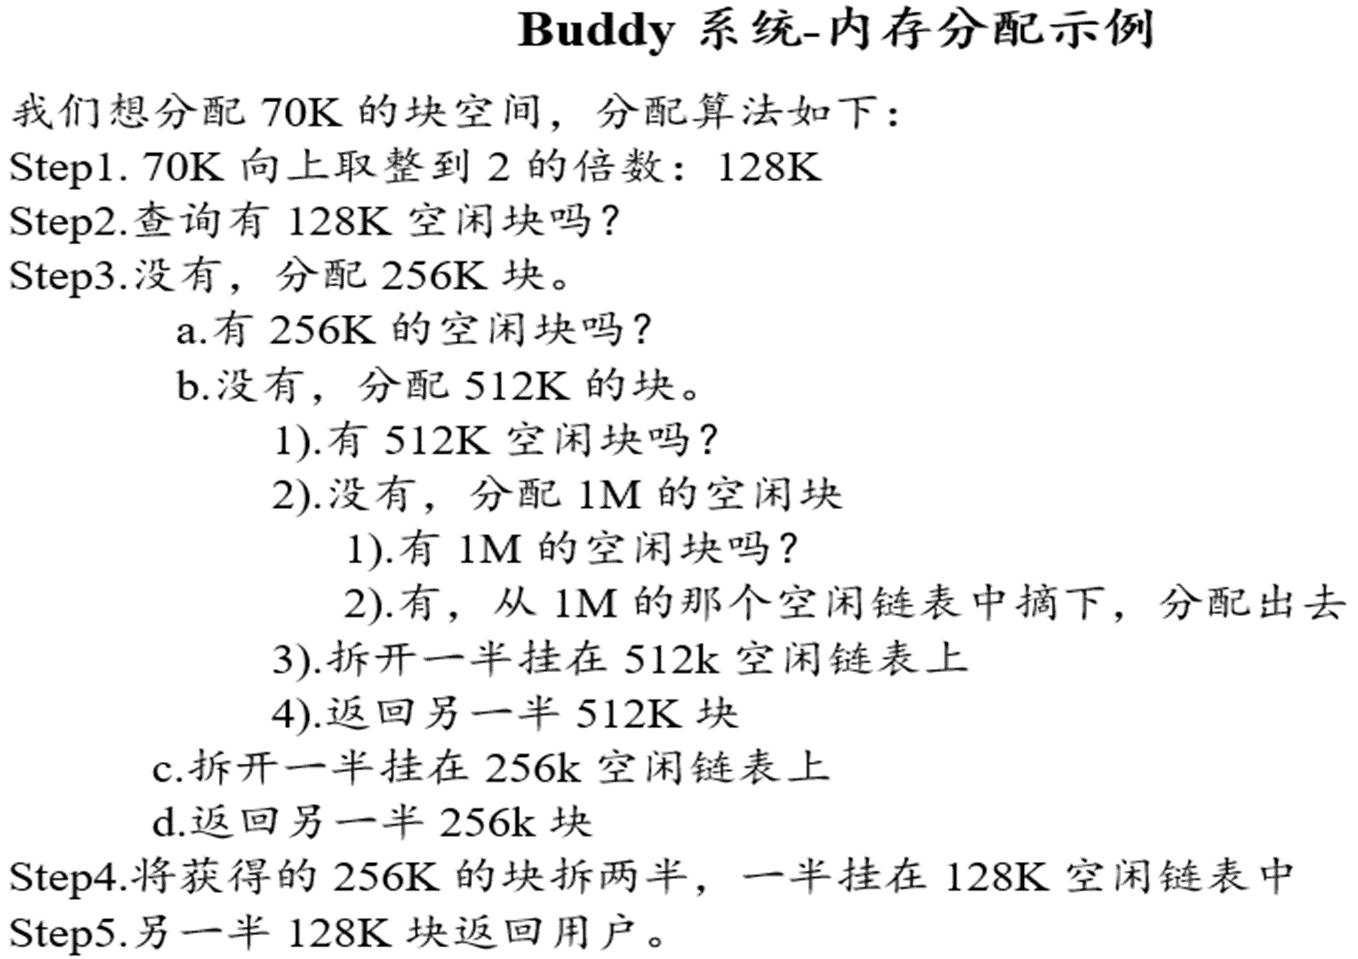 Buddy 系统-内存分配示例
我们想分配 70K 的块空间，分配算法如下：
Step1. 70K 向上取整到 2 的倍数：128K
Step2.查询有 128K 空闲块吗？
Step3.没有，分配 256K 块。
a.有 256K 的空闲块吗？
b.没有，分配 512K 的块。
1).有 512K 空闲块吗？
2).没有，分配 1M 的空闲块
1).有 1M 的空闲块吗？
2).有，从 1M 的那个空闲链表中摘下，分配出去
3).拆开一半挂在 512k 空闲链表上
4).返回另一半 512K 块
c.拆开一半挂在 256k 空闲链表上
d.返回另一半 256k 块
Step4.将获得的 256K 的块拆两半，一半挂在 128K 空闲链表中
Step5.另一半 128K 块返回用户。